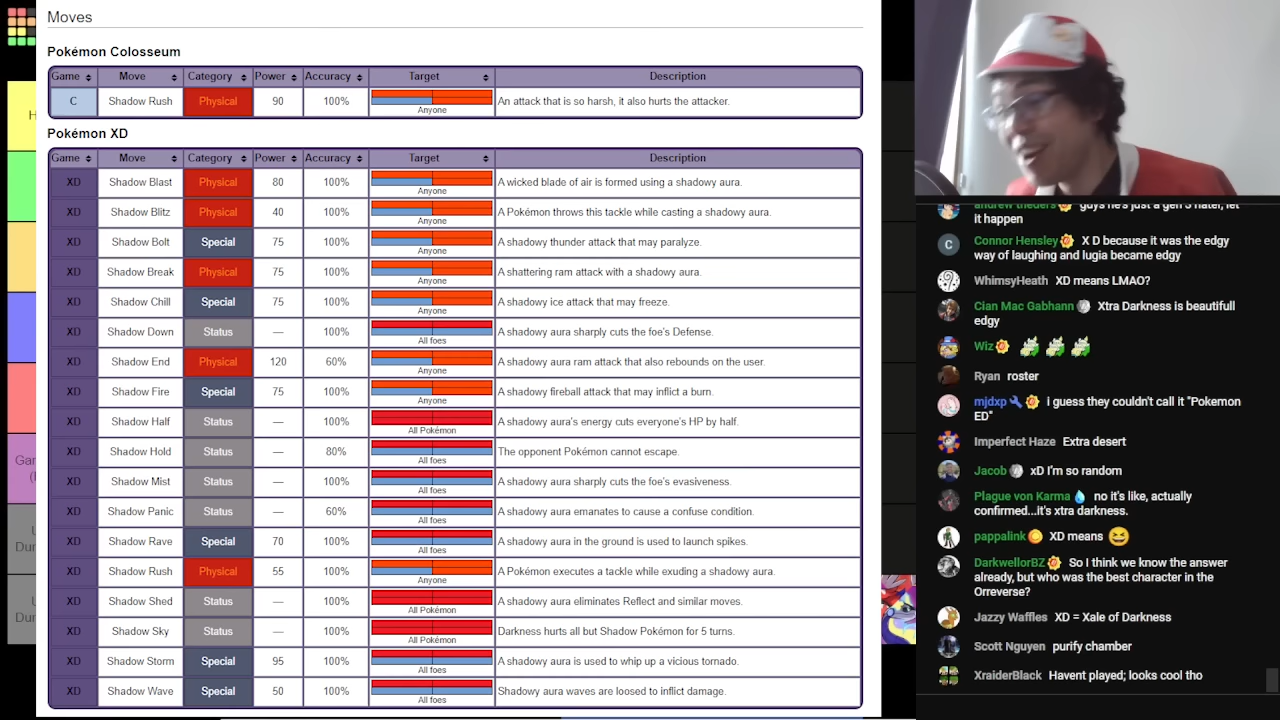 Moves
Pokémon Colosseum
Game Move Category Power Accuracy Target Description
C Shadow Rush Physical 90 100% Anyone An attack that is so harsh, it also hurts the attacker.
Pokémon XD
Game Move Category Power Accuracy Target Description
XD Shadow Blast Physical 80 100% Anyone A wicked blade of air is formed using a shadowy aura.
XD Shadow Blitz Physical 40 100% Anyone A Pokémon throws this tackle while casting a shadowy aura.
XD Shadow Bolt Special 75 100% Anyone A shadowy thunder attack that may paralyze.
XD Shadow Break Physical 75 100% Anyone A shattering ram attack with a shadowy aura.
XD Shadow Chill Special 75 100% Anyone A shadowy ice attack that may freeze.
XD Shadow Down Status — 100% All foes A shadowy aura sharply cuts the foe's Defense.
XD Shadow End Physical 120 60% Anyone A shadowy aura ram attack that also rebounds on the user.
XD Shadow Fire Special 75 100% Anyone A shadowy fireball attack that may inflict a burn.
XD Shadow Half Status — 100% All Pokémon A shadowy aura's energy cuts everyone's HP by half.
XD Shadow Hold Status — 80% All foes The opponent Pokémon cannot escape.
XD Shadow Mist Status — 100% All foes A shadowy aura sharply cuts the foe's evasiveness.
XD Shadow Panic Status — 60% All foes A shadowy aura emanates to cause a confuse condition.
XD Shadow Rave Special 70 100% All foes A shadowy aura in the ground is used to launch spikes.
XD Shadow Rush Physical 55 100% Anyone A Pokémon executes a tackle while exuding a shadowy aura.
XD Shadow Shed Status — 100% All Pokémon A shadowy aura eliminates Reflect and similar moves.
XD Shadow Sky Status — 100% All Pokémon Darkness hurts all but Shadow Pokémon for 5 turns.
XD Shadow Storm Special 95 100% All foes A shadowy aura is used to whip up a vicious tornado.
XD Shadow Wave Special 50 100% All foes Shadowy aura waves are loosed to inflict damage.
andrew theders guys he's just a gen 3 hater, let
it happen
C Connor Hensley X D because it was the edgy
way of laughing and lugia became edgy
WhimsyHeath XD means LMAO?
Cian Mac Gabhann Xtra Darkness is beautifull
edgy
Wiz
Ryan roster
mjdxp i guess they couldn't call it "Pokemon
ED"
Imperfect Haze Extra desert
Jacob xD I'm so random
Plague von Karma no it's like, actually
confirmed...it's xtra darkness.
pappalink XD means
DarkwellorBZ So I think we know the answer
already, but who was the best character in the
Orreverse?
Jazzy Waffles XD = Xale of Darkness
Scott Nguyen purify chamber
XraiderBlack Havent played; looks cool tho